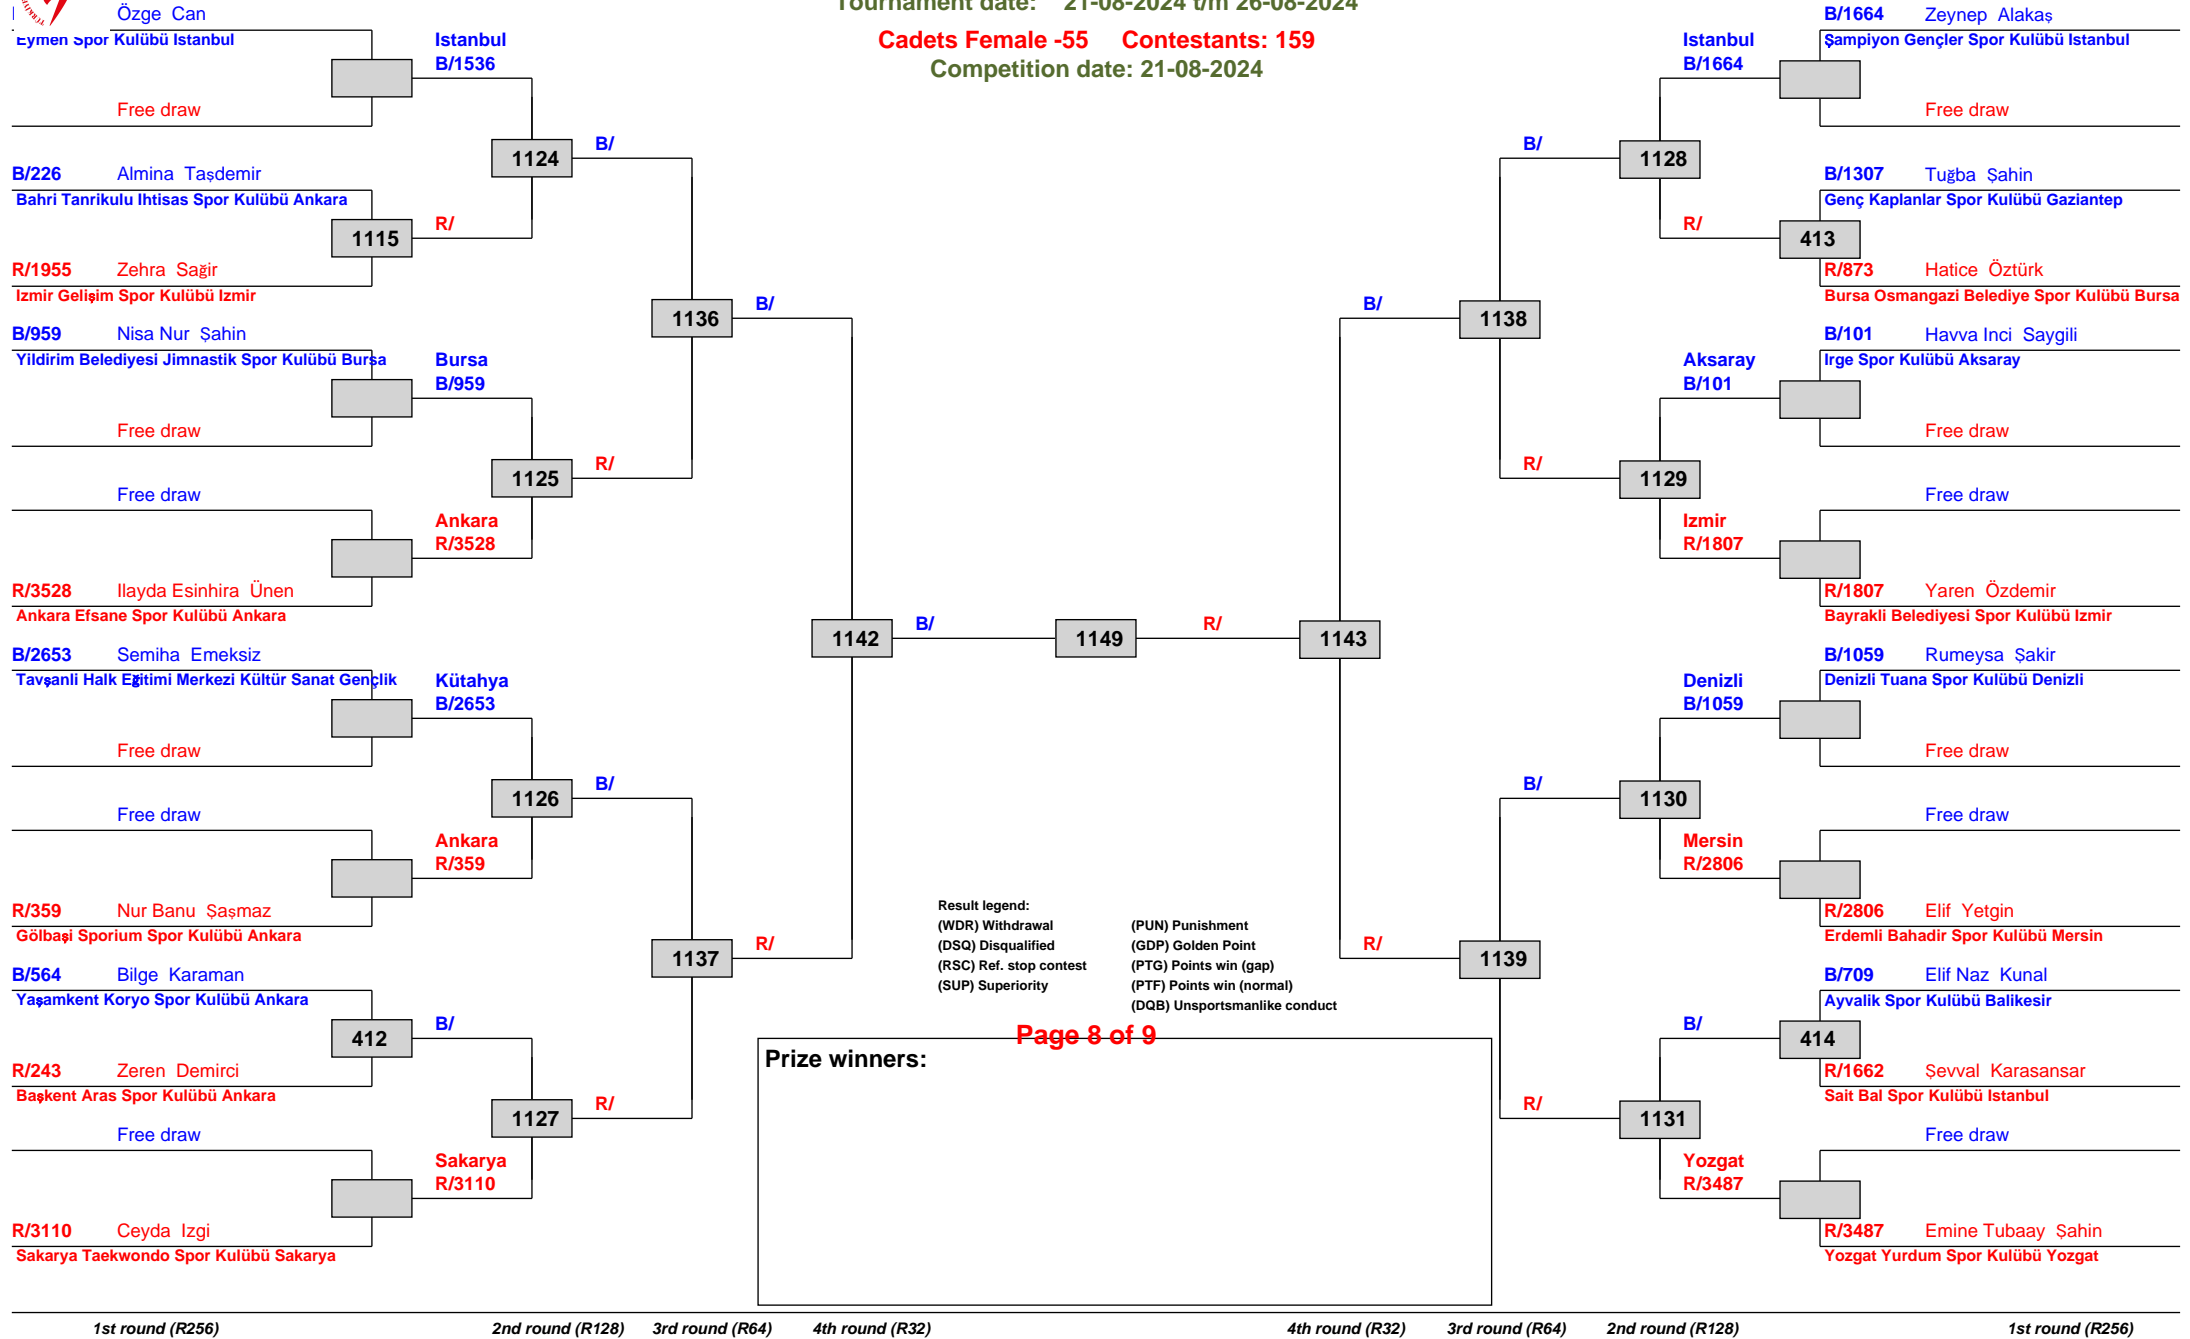 Tournament date: 21-08-2024 t/m 26-08-2024
Cadets Female -55 Contestants: 159
Competition date: 21-08-2024
Özge Can
Eymen Spor Kulübü Istanbul
Istanbul
B/1536
Free draw
1124
B/
B/226 Almina Taşdemir
Bahri Tanrikulu Ihtisas Spor Kulübü Ankara
1115
R/
R/1955 Zehra Sağir
Izmir Gelişim Spor Kulübü Izmir
1136
B/
B/959 Nisa Nur Şahin
Yildirim Belediyesi Jimnastik Spor Kulübü Bursa
Bursa
B/959
Free draw
1125
R/
Free draw
Ankara
R/3528
R/3528 Ilayda Esinhira Ünen
Ankara Efsane Spor Kulübü Ankara
1142
B/
1149
B/2653 Semiha Emeksiz
Tavşanli Halk Eğitimi Merkezi Kültür Sanat Gençlik
Kütahya
B/2653
Free draw
1126
B/
Free draw
Ankara
R/359
R/359 Nur Banu Şaşmaz
Gölbaşi Sporium Spor Kulübü Ankara
1137
R/
B/564 Bilge Karaman
Yaşamkent Koryo Spor Kulübü Ankara
412
B/
R/243 Zeren Demirci
Başkent Aras Spor Kulübü Ankara
1127
R/
Free draw
Sakarya
R/3110
R/3110 Ceyda Izgi
Sakarya Taekwondo Spor Kulübü Sakarya
B/1664 Zeynep Alakaş
Şampiyon Gençler Spor Kulübü Istanbul
Istanbul
B/1664
Free draw
B/
1128
B/1307 Tuğba Şahin
Genç Kaplanlar Spor Kulübü Gaziantep
R/
413
R/873 Hatice Öztürk
Bursa Osmangazi Belediye Spor Kulübü Bursa
B/
1138
B/101 Havva Inci Saygili
Irge Spor Kulübü Aksaray
Aksaray
B/101
Free draw
R/
1129
Free draw
Izmir
R/1807
R/1807 Yaren Özdemir
Bayrakli Belediyesi Spor Kulübü Izmir
R/
1143
B/1059 Rumeysa Şakir
Denizli Tuana Spor Kulübü Denizli
Denizli
B/1059
Free draw
B/
1130
Free draw
Mersin
R/2806
R/2806 Elif Yetgin
Erdemli Bahadir Spor Kulübü Mersin
R/
1139
B/709 Elif Naz Kunal
Ayvalik Spor Kulübü Balikesir
B/
414
R/1662 Şevval Karasansar
Sait Bal Spor Kulübü Istanbul
R/
1131
Free draw
Yozgat
R/3487
R/3487 Emine Tubaay Şahin
Yozgat Yurdum Spor Kulübü Yozgat
Result legend:
(WDR) Withdrawal (PUN) Punishment
(DSQ) Disqualified (GDP) Golden Point
(RSC) Ref. stop contest (PTG) Points win (gap)
(SUP) Superiority (PTF) Points win (normal)
(DQB) Unsportsmanlike conduct
Page 8 of 9
Prize winners:
1st round (R256) 2nd round (R128) 3rd round (R64) 4th round (R32) 4th round (R32) 3rd round (R64) 2nd round (R128) 1st round (R256)